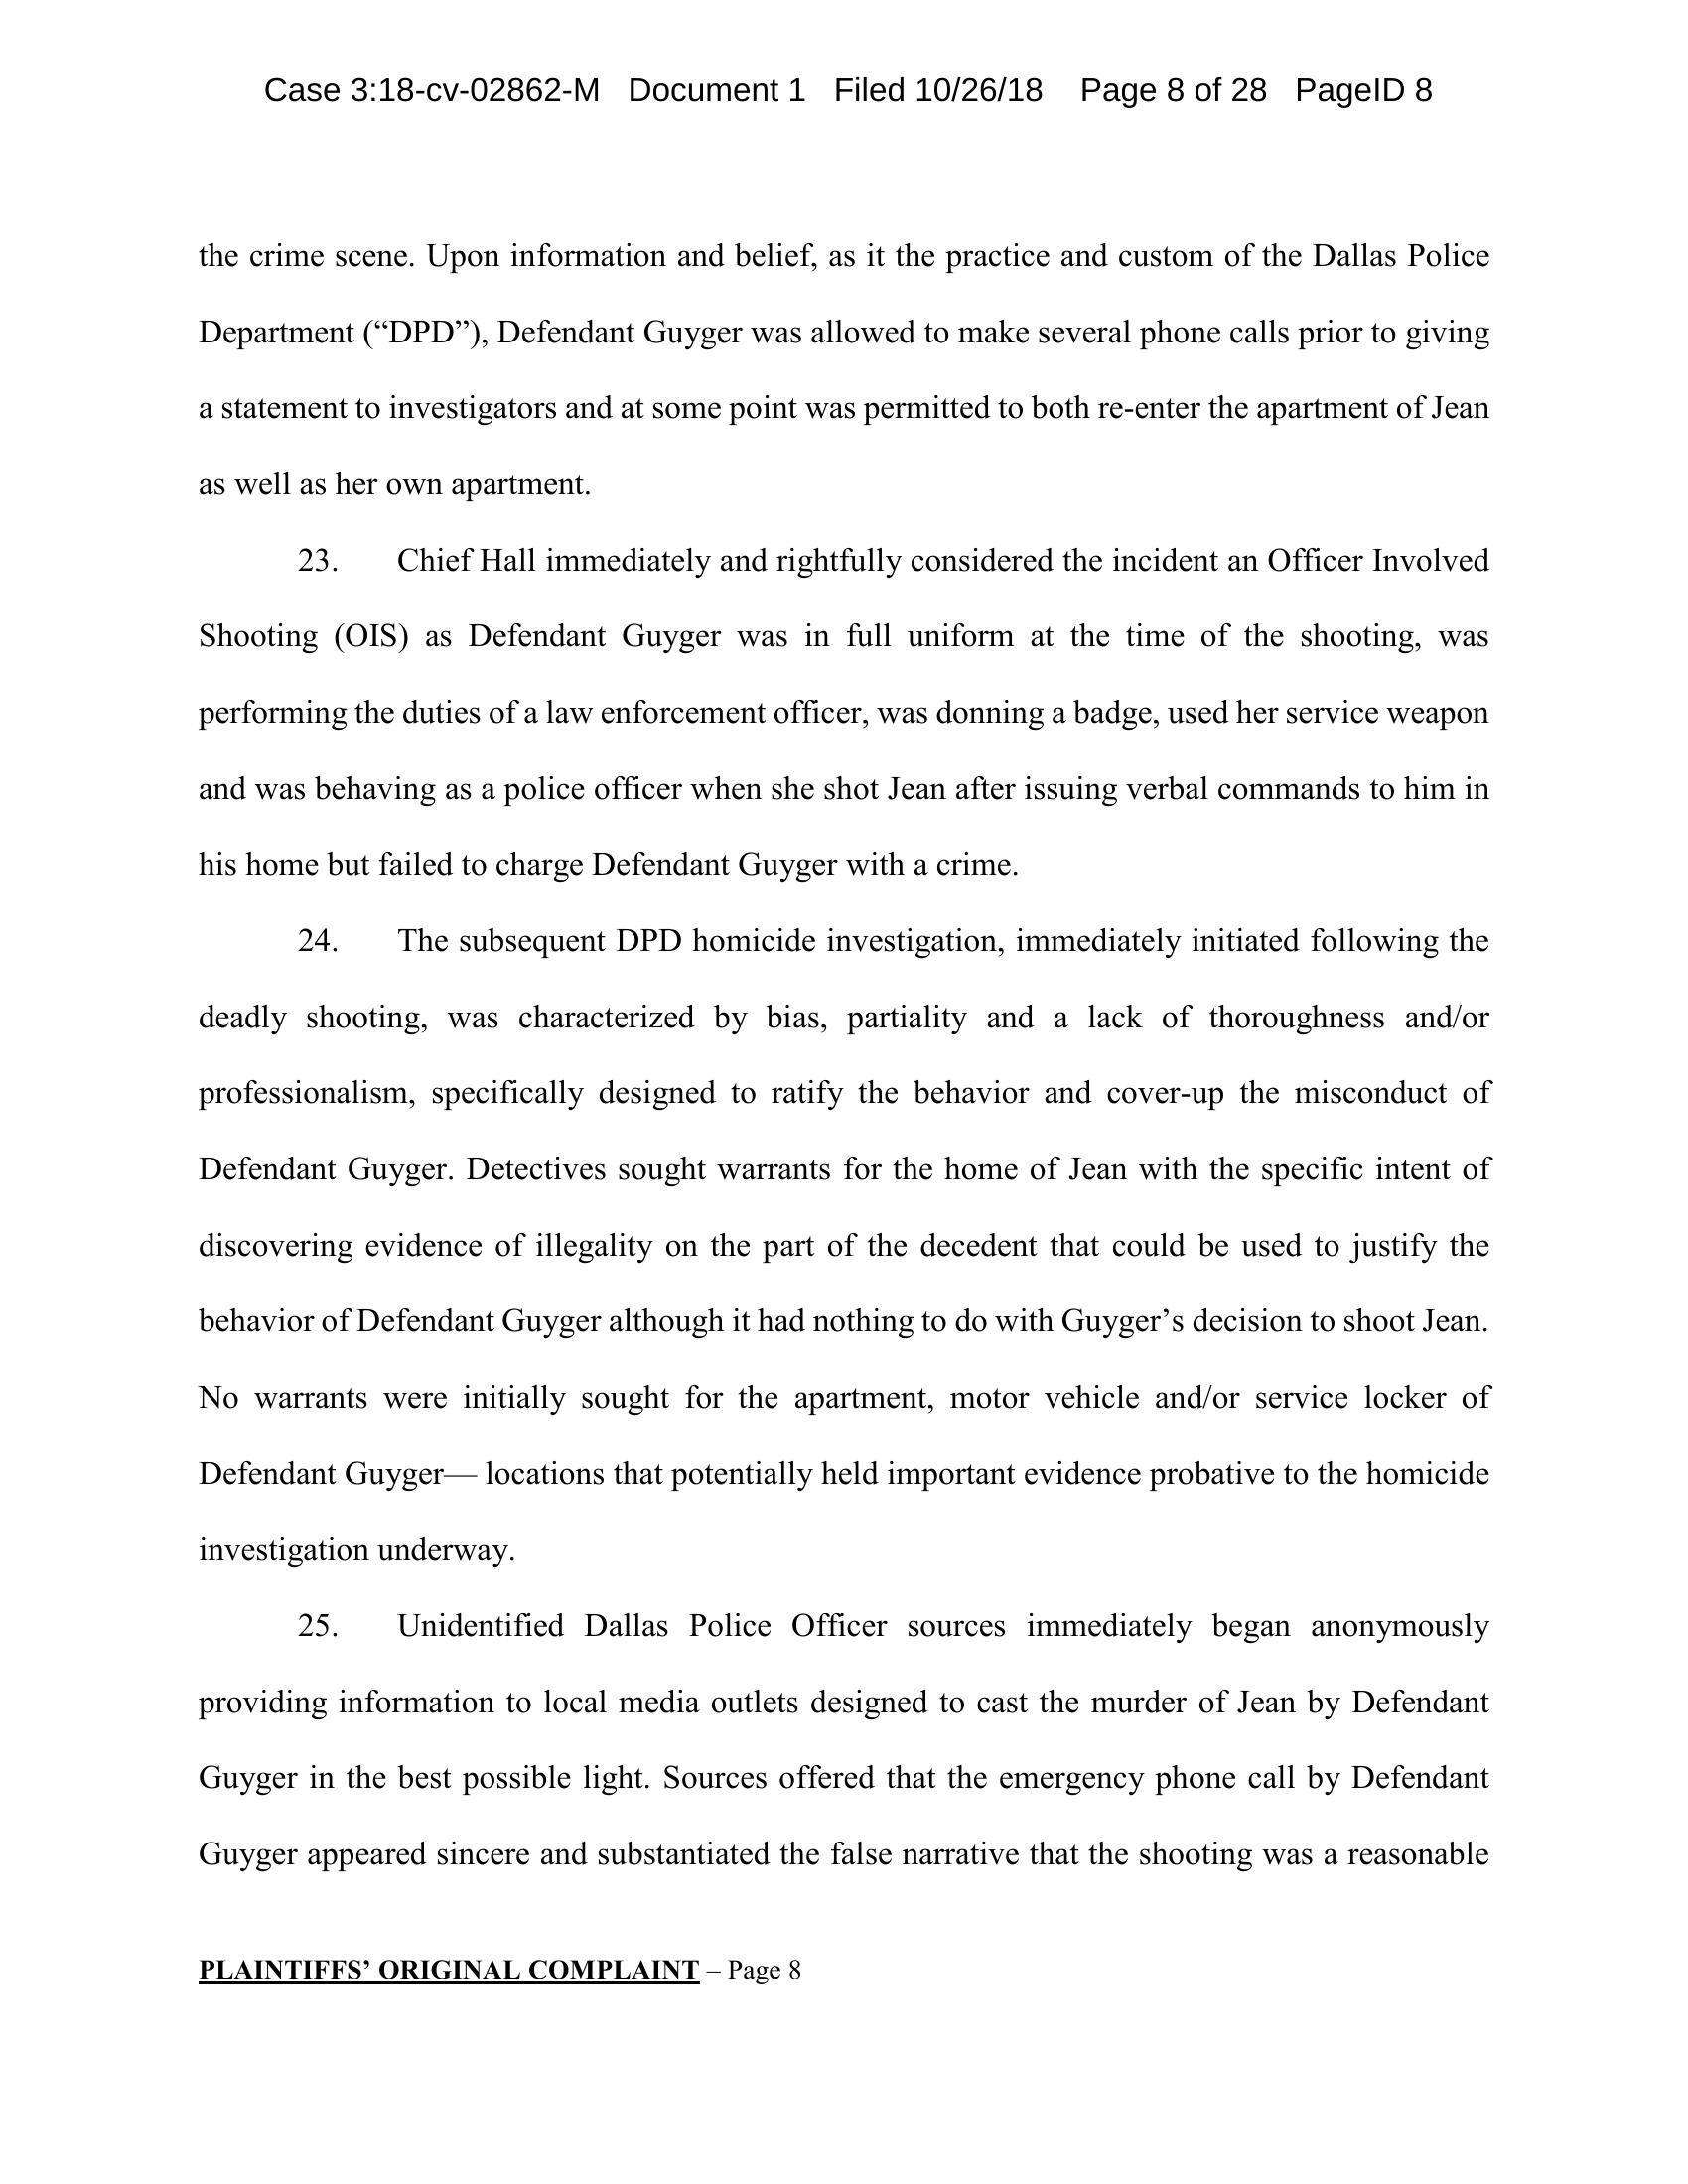 Case 3:18-cv-02862-M Document 1 Filed 10/26/18 Page 8 of 28 PageID 8
the crime scene. Upon information and belief, as it the practice and custom of the Dallas Police
Department (“DPD”), Defendant Guyger was allowed to make several phone calls prior to giving
a statement to investigators and at some point was permitted to both re-enter the apartment of Jean
as well as her own apartment.
23. Chief Hall immediately and rightfully considered the incident an Officer Involved
Shooting (OIS) as Defendant Guyger was in full uniform at the time of the shooting, was
performing the duties of a law enforcement officer, was donning a badge, used her service weapon
and was behaving as a police officer when she shot Jean after issuing verbal commands to him in
his home but failed to charge Defendant Guyger with a crime.
24. The subsequent DPD homicide investigation, immediately initiated following the
deadly shooting, was characterized by bias, partiality and a lack of thoroughness and/or
professionalism, specifically designed to ratify the behavior and cover-up the misconduct of
Defendant Guyger. Detectives sought warrants for the home of Jean with the specific intent of
discovering evidence of illegality on the part of the decedent that could be used to justify the
behavior of Defendant Guyger although it had nothing to do with Guyger’s decision to shoot Jean.
No warrants were initially sought for the apartment, motor vehicle and/or service locker of
Defendant Guyger— locations that potentially held important evidence probative to the homicide
investigation underway.
25. Unidentified Dallas Police Officer sources immediately began anonymously
providing information to local media outlets designed to cast the murder of Jean by Defendant
Guyger in the best possible light. Sources offered that the emergency phone call by Defendant
Guyger appeared sincere and substantiated the false narrative that the shooting was a reasonable
PLAINTIFFS’ ORIGINAL COMPLAINT – Page 8